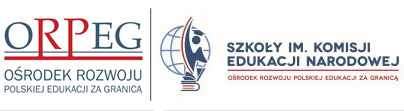 ORPEG
OŚRODEK ROZWOJU
POLSKIEJ EDUKACJI ZA GRANICĄ
SZKOŁY IM. KOMISJI
EDUKACJI NARODOWEJ
OŚRODEK ROZWOJU POLSKIEJ EDUKACJI ZA GRANICĄ